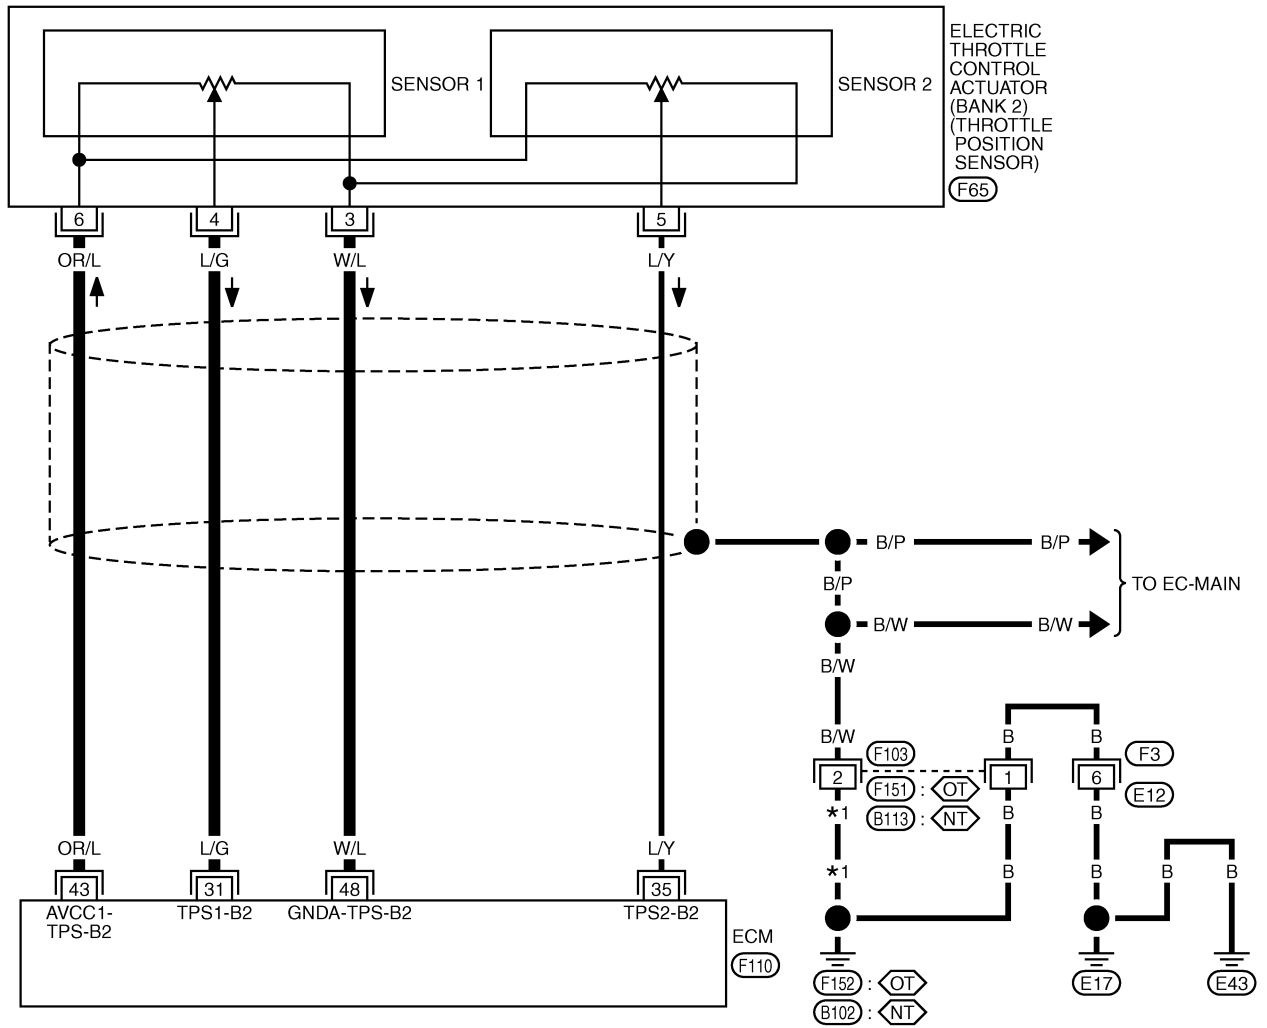 SENSOR 1
SENSOR 2
ELECTRIC
THROTTLE
CONTROL
ACTUATOR
(BANK 2)
(THROTTLE
POSITION
SENSOR)
F65
6
4
3
5
OR/L
L/G
W/L
L/Y
B/P
B/P
TO EC-MAIN
B/P
B/W
B/W
B/W
B/W
B
B
F103
F3
2
1
6
F151 : OT
E12
B113 : NT
*1
B
B
OR/L
L/G
W/L
L/Y
*1
B
B
B
B
43
31
48
35
AVCC1-
TPS-B2
TPS1-B2
GNDA-TPS-B2
TPS2-B2
ECM
F110
F152 : OT
B102 : NT
E17
E43